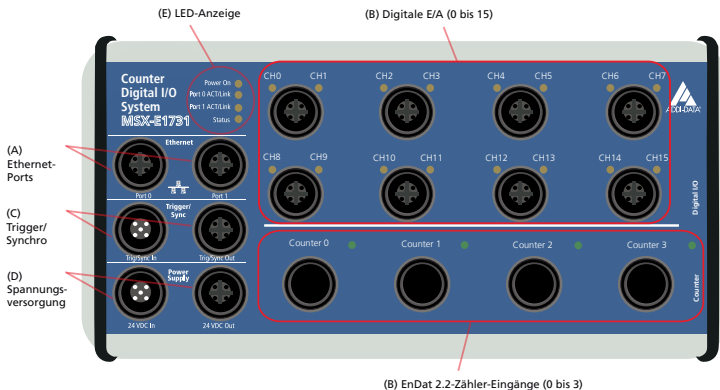 (E) LED-Anzeige
(B) Digitale E/A (0 bis 15)
Counter
Digital I/O
System
MSX-E1731
Power On
Port 0 ACT/Link
Port 1 ACT/Link
Status
CH0 CH1 CH2 CH3 CH4 CH5 CH6 CH7
ADDI-DATA
(A)
Ethernet-
Ports
Ethernet
Port 0
Port 1
CH8 CH9 CH10 CH11 CH12 CH13 CH14 CH15
Digital I/O
(C)
Trigger/
Synchro
Trigger/
Sync
Trig/Sync In
Trig/Sync Out
(D)
Spannungs-
versorgung
Power
Supply
24 VDC In
24 VDC Out
Counter 0 Counter 1 Counter 2 Counter 3
Counter
(B) EnDat 2.2-Zähler-Eingänge (0 bis 3)